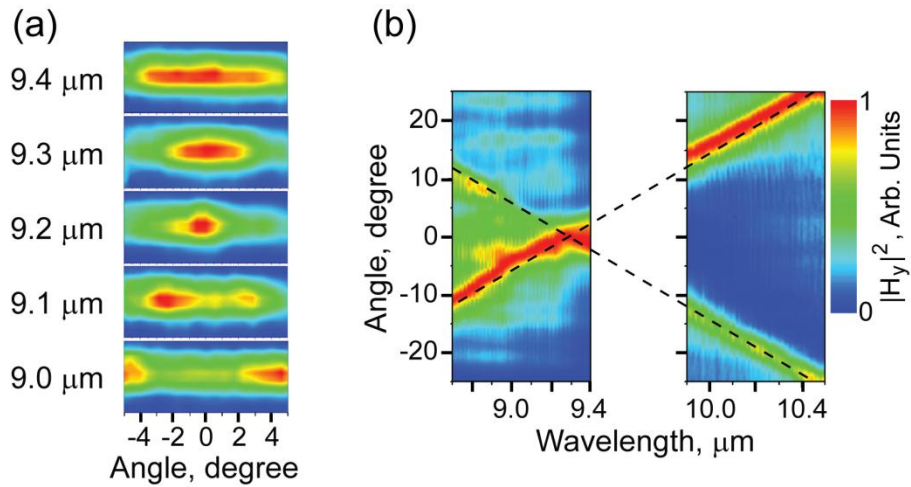 (a)
9.4 μm
9.3 μm
9.2 μm
9.1 μm
9.0 μm
-4 -2 0 2 4
Angle, degree
(b)
20
10
0
-10
-20
Angle, degree
9.0 9.4
10.0 10.4
Wavelength, μm
1
0
|Hy|², Arb. Units